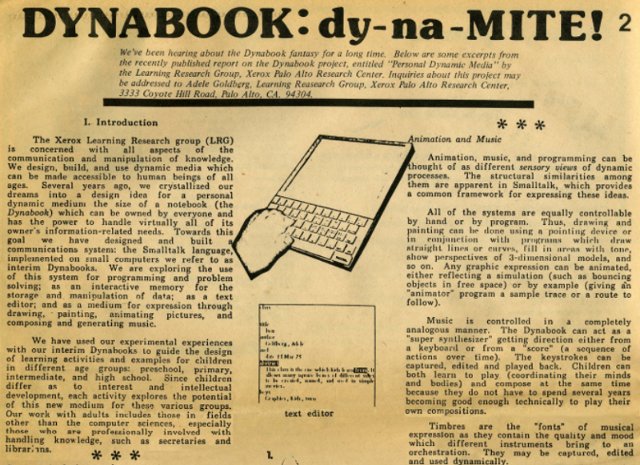 DYNABOOK: dy-na-MITE! 2
We've been hearing about the Dynabook fantasy for a long time. Below are some excerpts from
the recently published report on the Dynabook project, entitled "Personal Dynamic Media" by
the Learning Research Group, Xerox Palo Alto Research Center. Inquiries about this project may
be addressed to Adele Goldberg, Learning Reasearch Group, Xerox Palo Alto Research Center,
3333 Coyote Hill Road, Palo Alto, CA. 94304.
I. Introduction
The Xerox Learning Research group (LRG)
is concerned with all aspects of the
communication and manipulation of knowledge.
We design, build, and use dynamic media which
can be made accessible to human beings of all
ages. Several years ago, we crystallized our
dreams into a design idea for a personal
dynamic medium the size of a notebook (the
Dynabook) which can be owned by everyone and
has the power to handle virtually all of its
owner's information-related needs. Towards this
goal we have designed and built a
communications system: the Smalltalk language,
implemented on small computers we refer to as
interim Dynabooks. We are exploring the use
of this system for programming and problem
solving; as an interactive memory for the
storage and manipulation of data; as a text
editor; and as a medium for expression through
drawing, painting, animating pictures, and
composing and generating music.
We have used our experimental experiences
with our interim Dynabooks to guide the design
of learning activities and examples for children
in different age groups: preschool, primary,
intermediate, and high school. Since children
differ as to interest and intellectual
development, each activity explores the potential
of this new medium for these various groups.
Our work with adults includes those in fields
other than the computer sciences, especially
those who are professionally involved with
handling knowledge, such as secretaries and
librarians.
* * *
title
author
Goldberg, Adele
15 Mar 75
text editor
1.
* * *
Animation and Music
Animation, music, and programming can be
thought of as different sensory views of dynamic
processes. The structural similarities among
them are apparent in Smalltalk, which provides
a common framework for expressing these ideas.
All of the systems are equally controllable
by hand or by program. Thus, drawing and
painting can be done using a pointing device or
in conjunction with programs which draw
straight lines or curves, fill in areas with tone,
show perspectives of 3-dimensional models, and
so on. Any graphic expression can be animated,
either reflecting a simulation (such as bouncing
objects in free space) or by example (giving an
"animator" program a sample trace or a route to
follow).
Music is controlled in a completely
analogous manner. The Dynabook can act as a
"super synthesizer" getting direction either from
a keyboard or from a "score" (a sequence of
actions over time). The keystrokes can be
captured, edited and played back. Children can
both learn to play (coordinating their minds
and bodies) and compose at the same time
because they do not have to spend several years
becoming good enough technically to play their
own compositions.
Timbres are the "fonts" of musical
expression as they contain the quality and mood
which different instruments bring to an
orchestration. They may be captured, edited
and used dynamically.